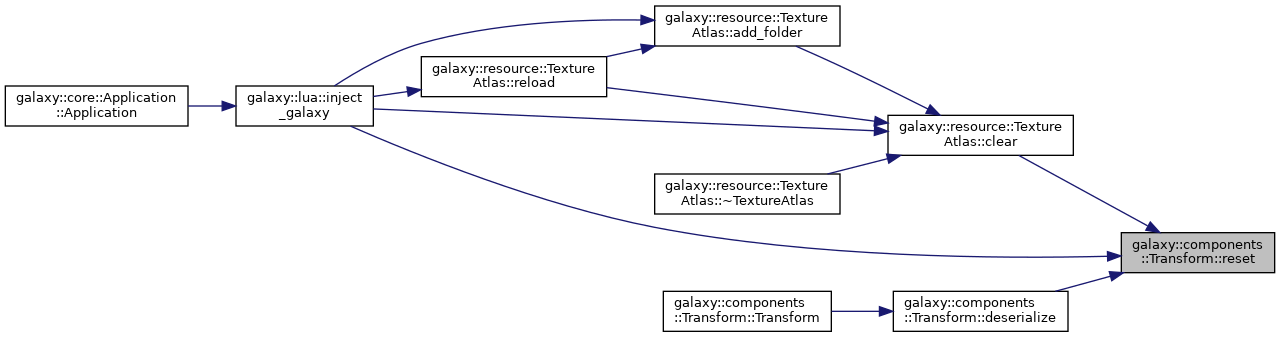 galaxy::resource::Texture
Atlas::add_folder
galaxy::resource::Texture
Atlas::reload
galaxy::core::Application
::Application
galaxy::lua::inject
_galaxy
galaxy::resource::Texture
Atlas::clear
galaxy::resource::Texture
Atlas::~TextureAtlas
galaxy::components
::Transform::reset
galaxy::components
::Transform::Transform
galaxy::components
::Transform::deserialize